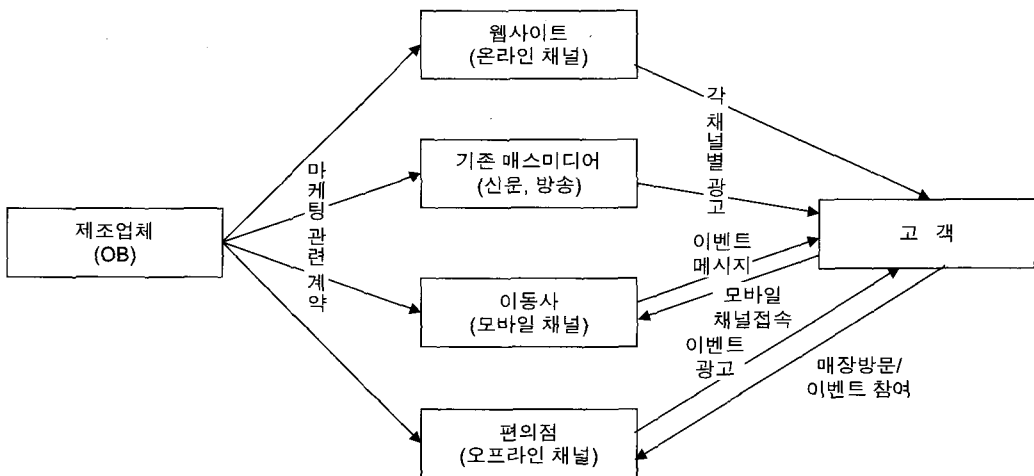 웹사이트
(온라인 채널)
각 채널별 광고
기존 매스미디어
(신문, 방송)
마케팅 관련 계약
제조업체
(OB)
고 객
이벤트
메시지
이동사
(모바일 채널)
모바일
채널접속
이벤트
광고
매장방문/
이벤트 참여
편의점
(오프라인 채널)